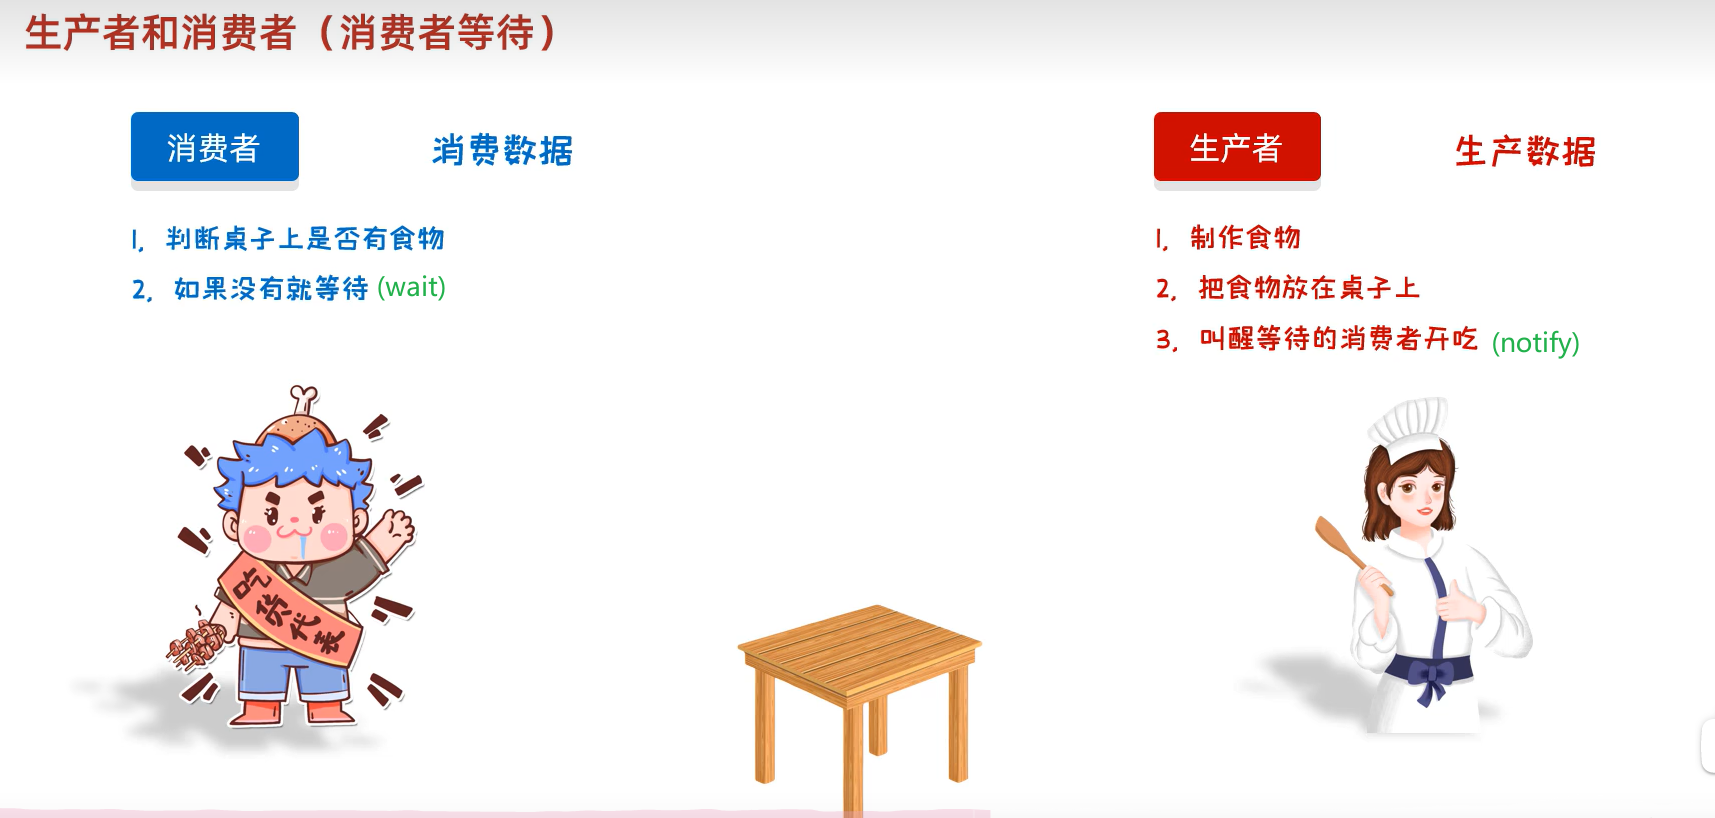 生产者和消费者（消费者等待）
消费者
消费数据
1, 判断桌子上是否有食物
2, 如果没有就等待 (wait)
生产者
生产数据
1, 制作食物
2, 把食物放在桌子上
3, 叫醒等待的消费者开吃 (notify)
吃货代表